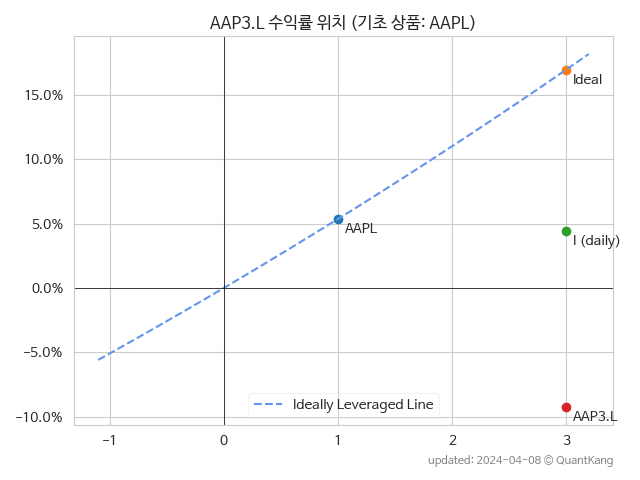 AAP3.L 수익률 위치 (기초 상품: AAPL)
15.0%
10.0%
5.0%
0.0%
−5.0%
−10.0%
Ideal
AAPL
I (daily)
AAP3.L
Ideally Leveraged Line
−1
0
1
2
3
updated: 2024-04-08 © QuantKang